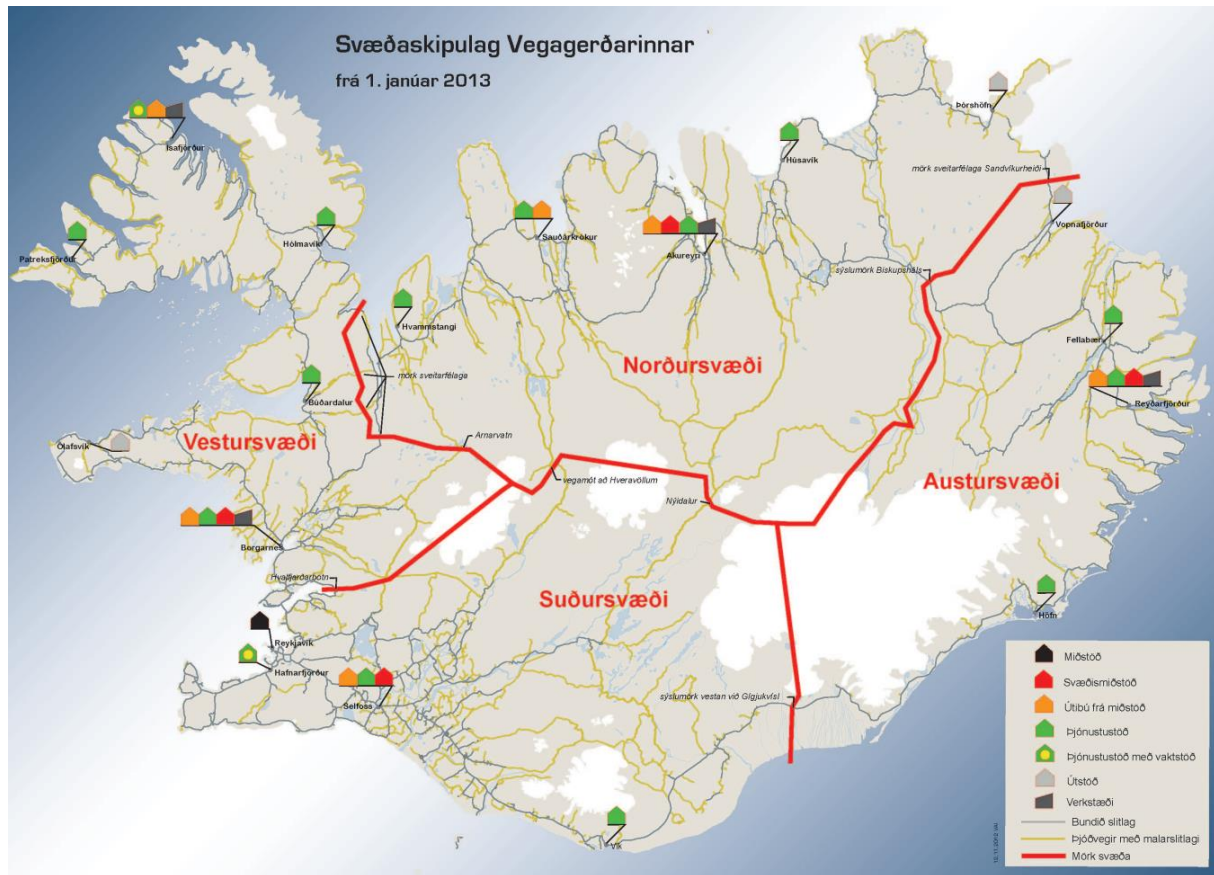 Svæðaskipulag Vegagerðarinnar
frá 1. janúar 2013
Þórshöfn
Ísafjörður
Húsavík
mörk sveitarfélaga Sandvíkurheiði
Vopnafjörður
Patreksfjörður
Hólmavík
Sauðárkrókur
Akureyri
sýslumörk Biskupsháls
Hvammstangi
Fellabær
Norðursvæði
mörk sveitarfélaga
Búðardalur
Reyðarfjörður
Ólafsvík
Vestursvæði
Arnarvatn
vegamót að Hveravöllum
Nýidalur
Austursvæði
Borgarnes
Hvalfjarðarbotn
Suðursvæði
Höfn
Reykjavík
Hafnarfjörður
Selfoss
sýslumörk vestan við Gígjukvísl
Vík
Miðstöð
Svæðismiðstöð
Útibú frá miðstöð
Þjónustustöð
Þjónustustöð með vaktstöð
Útstöð
Verkstæði
Bundið slitlag
Þjóðvegir með malarslitlagi
Mörk svæða